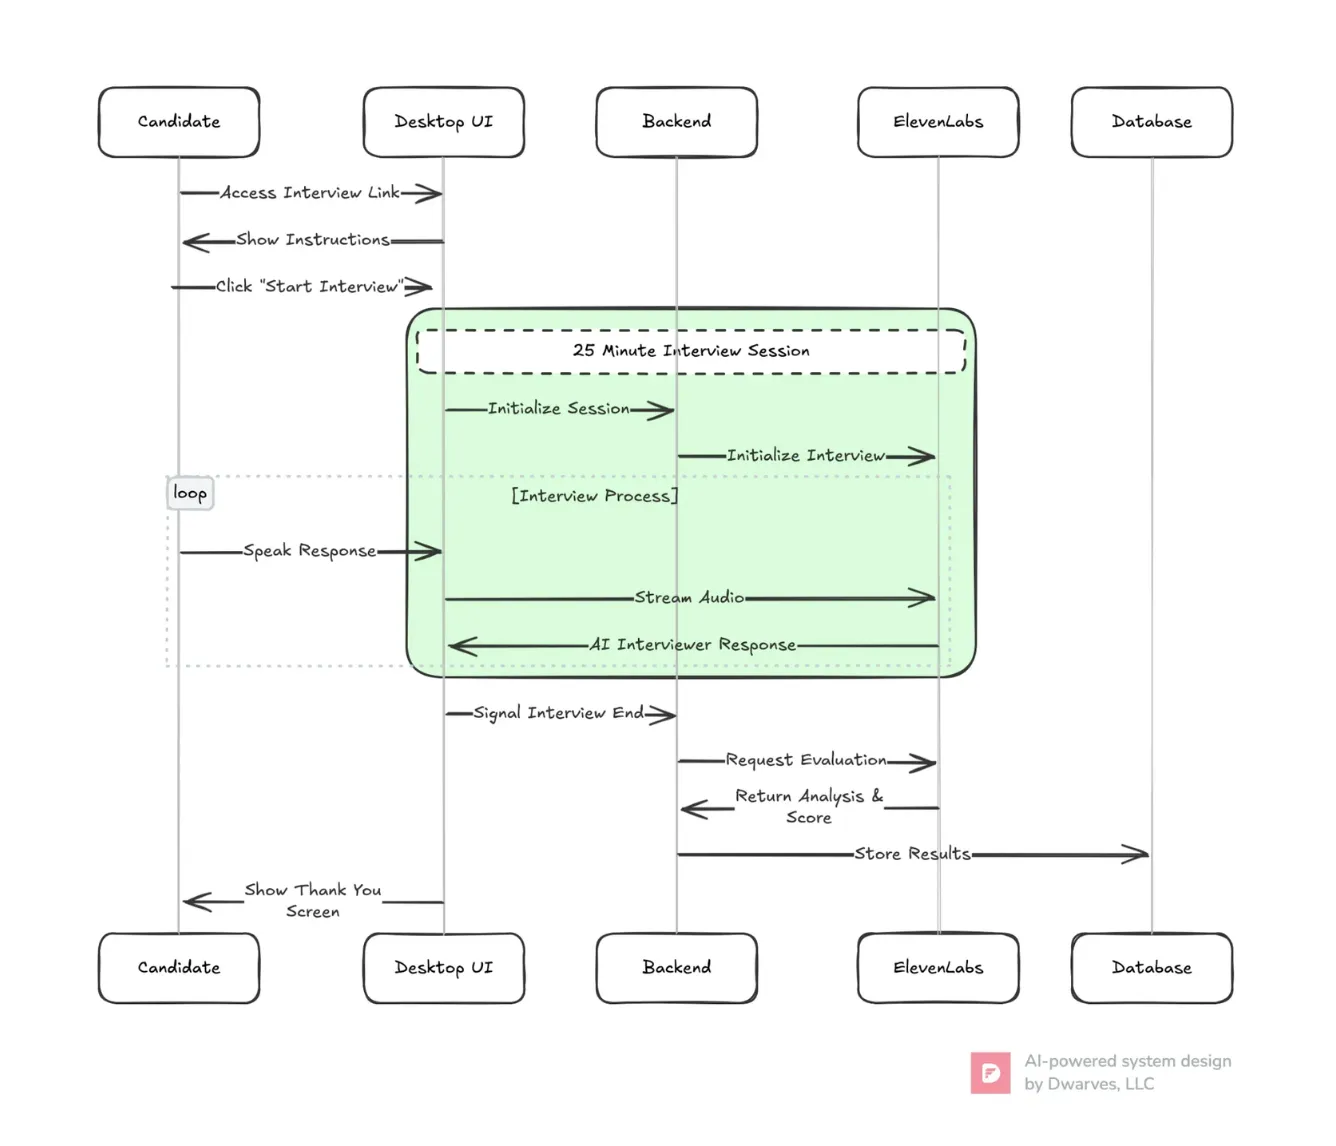 Candidate
Desktop UI
Backend
ElevenLabs
Database
Access Interview Link
Show Instructions
Click "Start Interview"
25 Minute Interview Session
Initialize Session
Initialize Interview
loop
[Interview Process]
Speak Response
Stream Audio
AI Interviewer Response
Signal Interview End
Request Evaluation
Return Analysis &
Score
Store Results
Show Thank You
Screen
Candidate
Desktop UI
Backend
ElevenLabs
Database
AI-powered system design
by Dwarves, LLC